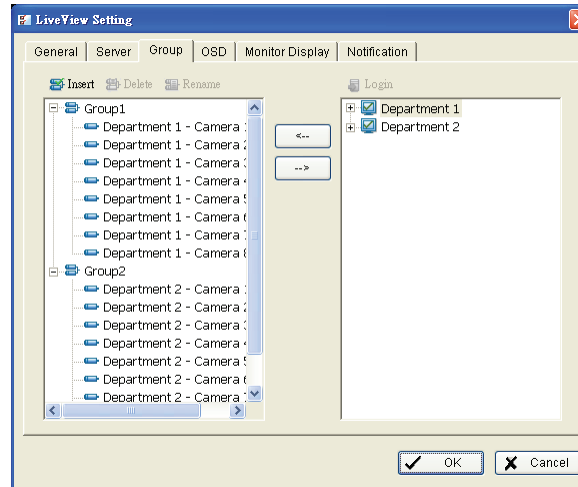 LiveView Setting
General Server Group OSD Monitor Display Notification
Insert Delete Rename
Login
Group1
Department 1 - Camera
Department 1 - Camera
Department 1 - Camera
Department 1 - Camera
Department 1 - Camera
Department 1 - Camera
Department 1 - Camera
Department 1 - Camera
Group2
Department 2 - Camera
Department 2 - Camera
Department 2 - Camera
Department 2 - Camera
Department 2 - Camera
Department 2 - Camera
Department 2 - Camera
<--
-->
Department 1
Department 2
OK Cancel